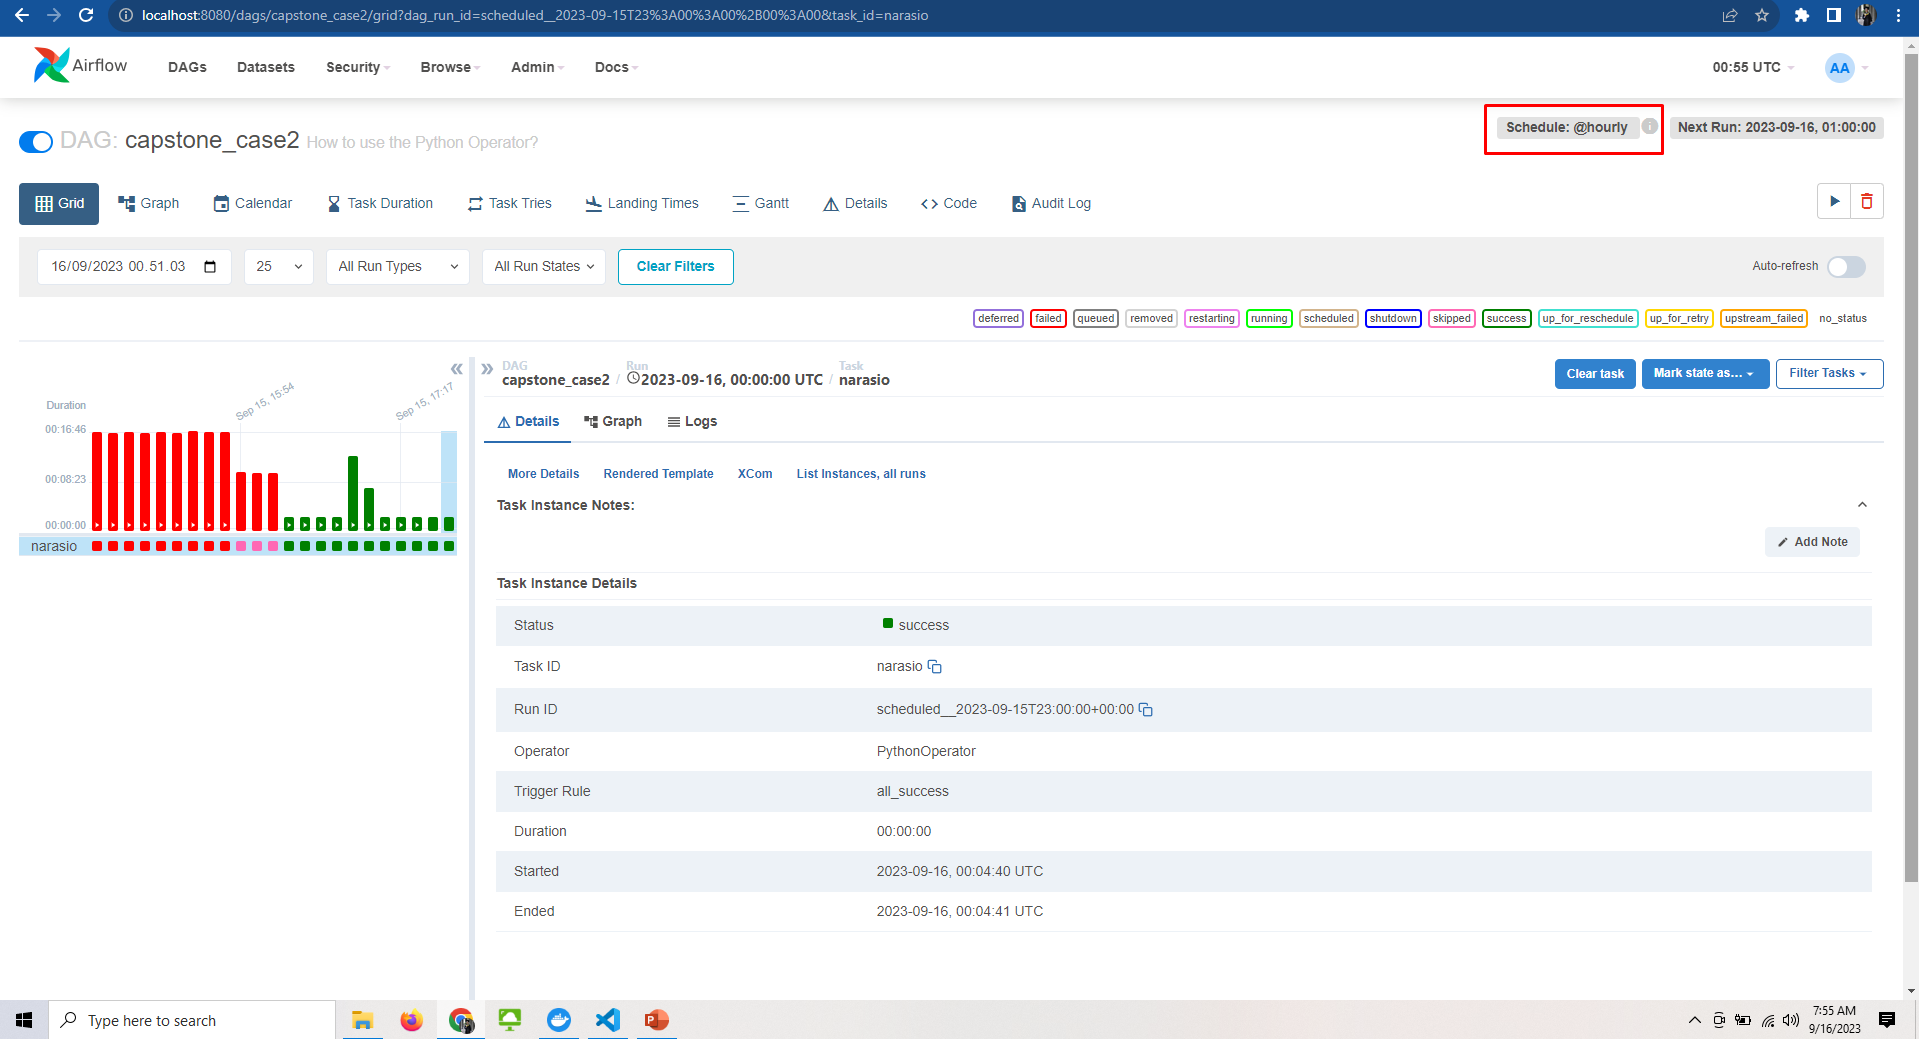 localhost:8080/dags/capstone_case2/grid?dag_run_id=scheduled__2023-09-15T23%3A00%3A00%2B00%3A00&task_id=narasio
Airflow DAGs Datasets Security Browse Admin Docs 00:55 UTC AA
DAG: capstone_case2 How to use the Python Operator? Schedule: @hourly i Next Run: 2023-09-16, 01:00:00
Grid Graph Calendar Task Duration Task Tries Landing Times Gantt Details Code Audit Log
16/09/2023 00.51.03 25 All Run Types All Run States Clear Filters Auto-refresh
deferred failed queued removed restarting running scheduled shutdown skipped success up_for_reschedule up_for_retry upstream_failed no_status
Duration
Sep 15, 15:54
Sep 15, 17:17
00:16:46
00:08:23
00:00:00
narasio
DAG Run Task
capstone_case2 / 2023-09-16, 00:00:00 UTC / narasio
Clear task Mark state as... Filter Tasks
Details Graph Logs
More Details Rendered Template XCom List Instances, all runs
Task Instance Notes:
Add Note
Task Instance Details
Status success
Task ID narasio
Run ID scheduled__2023-09-15T23:00:00+00:00
Operator PythonOperator
Trigger Rule all_success
Duration 00:00:00
Started 2023-09-16, 00:04:40 UTC
Ended 2023-09-16, 00:04:41 UTC
Type here to search
7:55 AM
9/16/2023